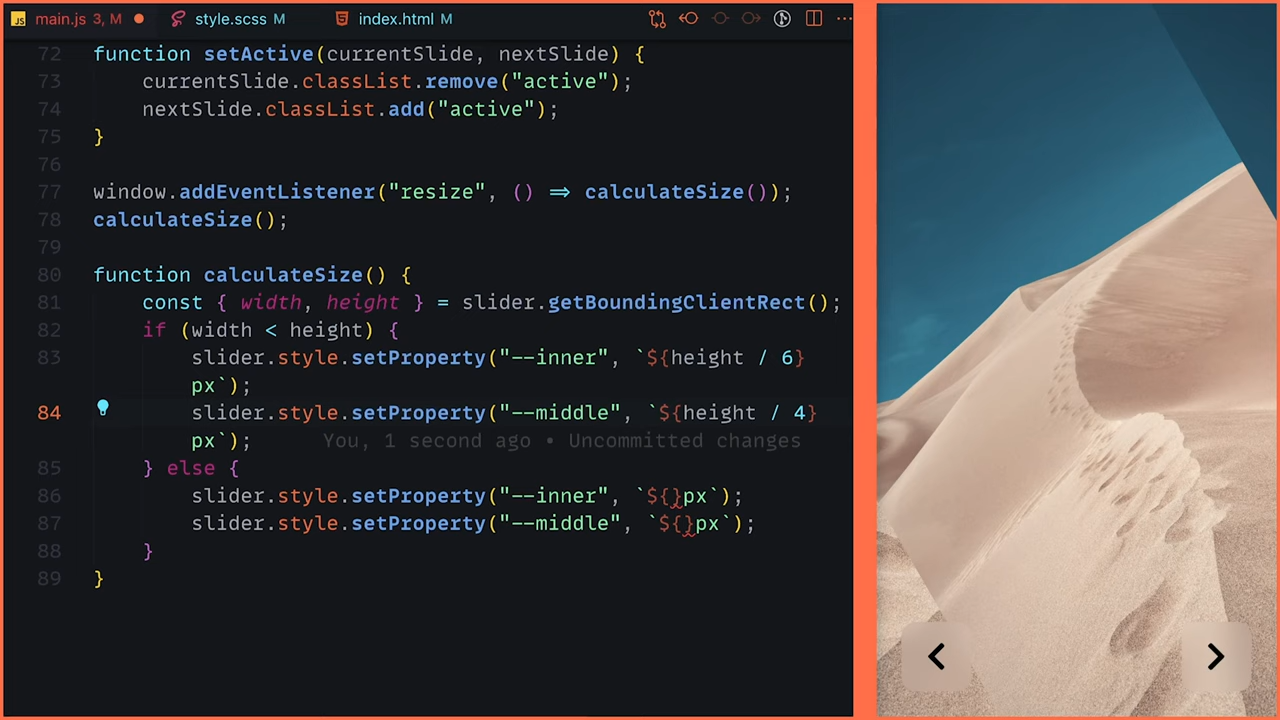 JS main.js 3, M
style.scss M
index.html M
72 function setActive(currentSlide, nextSlide) {
73 currentSlide.classList.remove("active");
74 nextSlide.classList.add("active");
75 }
76
77 window.addEventListener("resize", () => calculateSize());
78 calculateSize();
79
80 function calculateSize() {
81 const { width, height } = slider.getBoundingClientRect();
82 if (width < height) {
83 slider.style.setProperty("--inner", `${height / 6}
px`);
84 slider.style.setProperty("--middle", `${height / 4}
px`); You, 1 second ago • Uncommitted changes
85 } else {
86 slider.style.setProperty("--inner", `${}px`);
87 slider.style.setProperty("--middle", `${}px`);
88 }
89 }